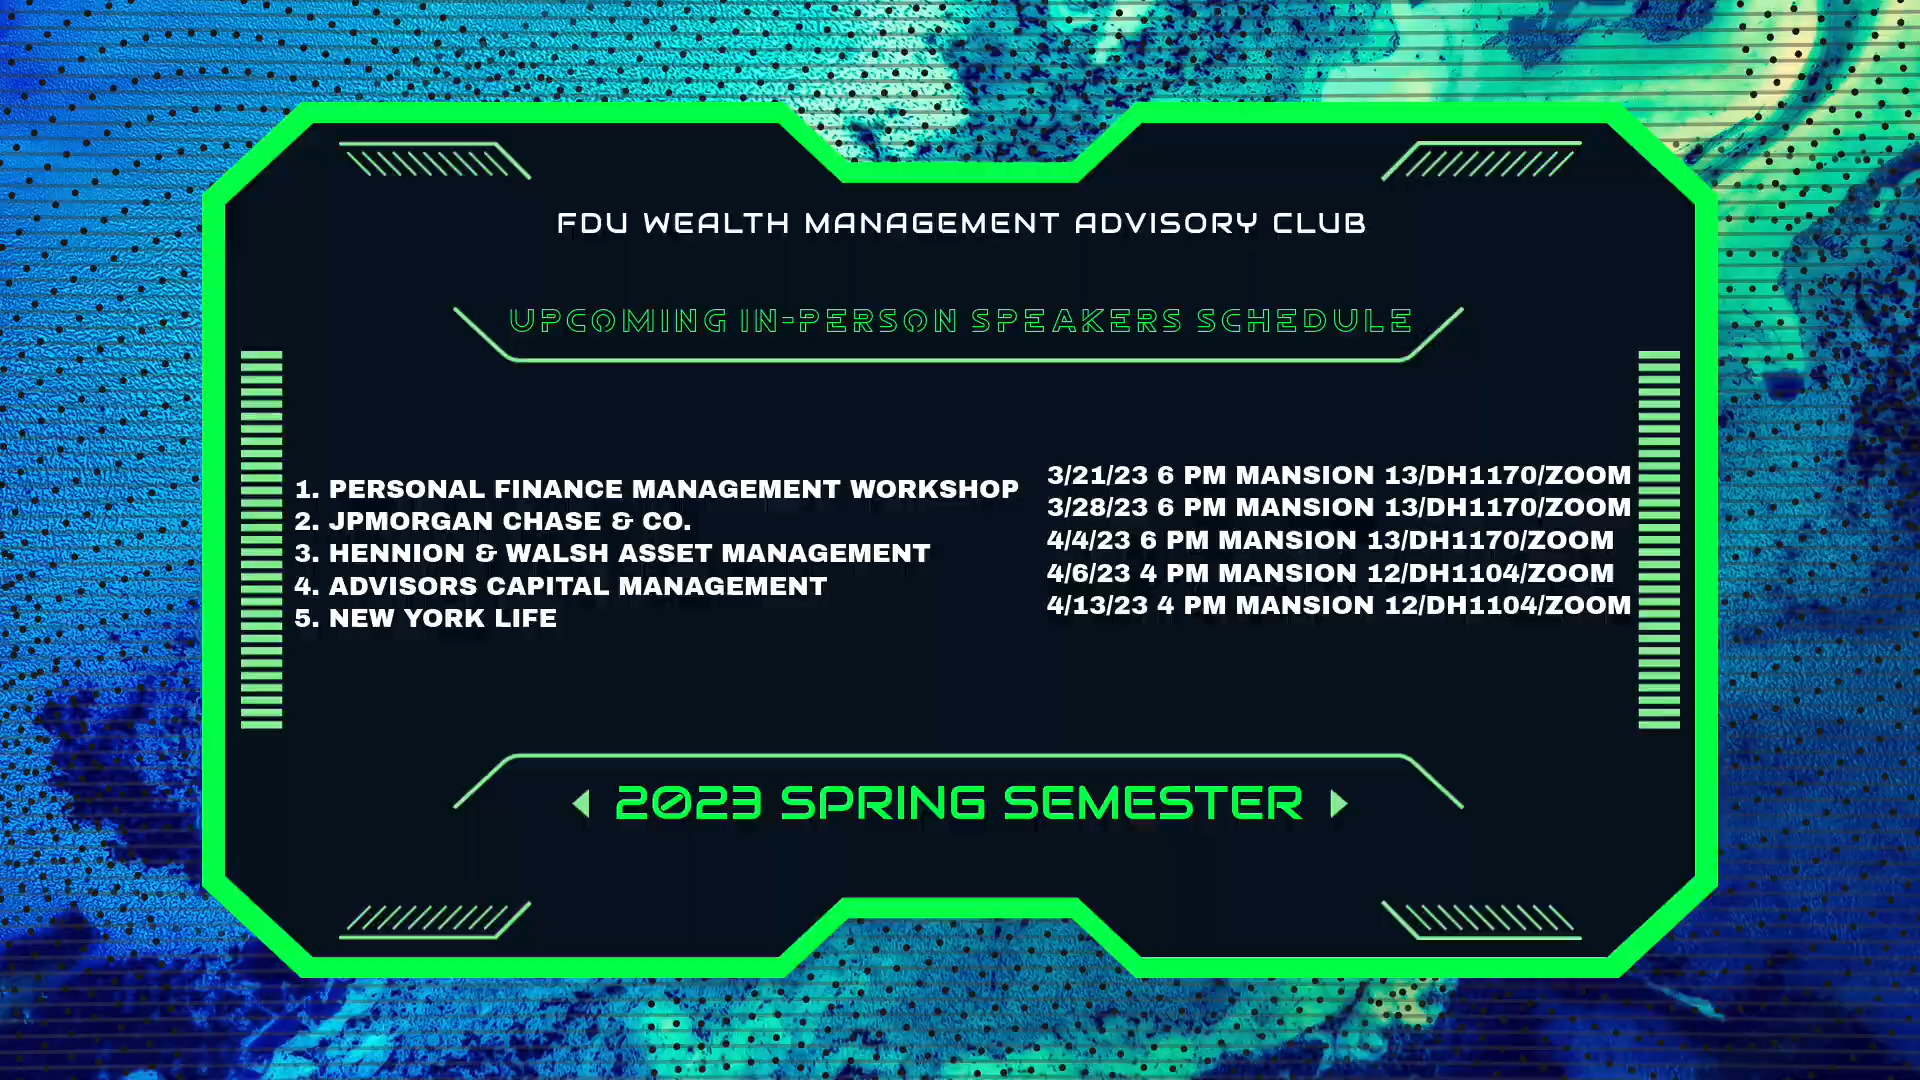 FDU WEALTH MANAGEMENT ADVISORY CLUB
UPCOMING IN-PERSON SPEAKERS SCHEDULE
1. PERSONAL FINANCE MANAGEMENT WORKSHOP
2. JPMORGAN CHASE & CO.
3. HENNION & WALSH ASSET MANAGEMENT
4. ADVISORS CAPITAL MANAGEMENT
5. NEW YORK LIFE
3/21/23 6 PM MANSION 13/DH1170/ZOOM
3/28/23 6 PM MANSION 13/DH1170/ZOOM
4/4/23 6 PM MANSION 13/DH1170/ZOOM
4/6/23 4 PM MANSION 12/DH1104/ZOOM
4/13/23 4 PM MANSION 12/DH1104/ZOOM
2023 SPRING SEMESTER